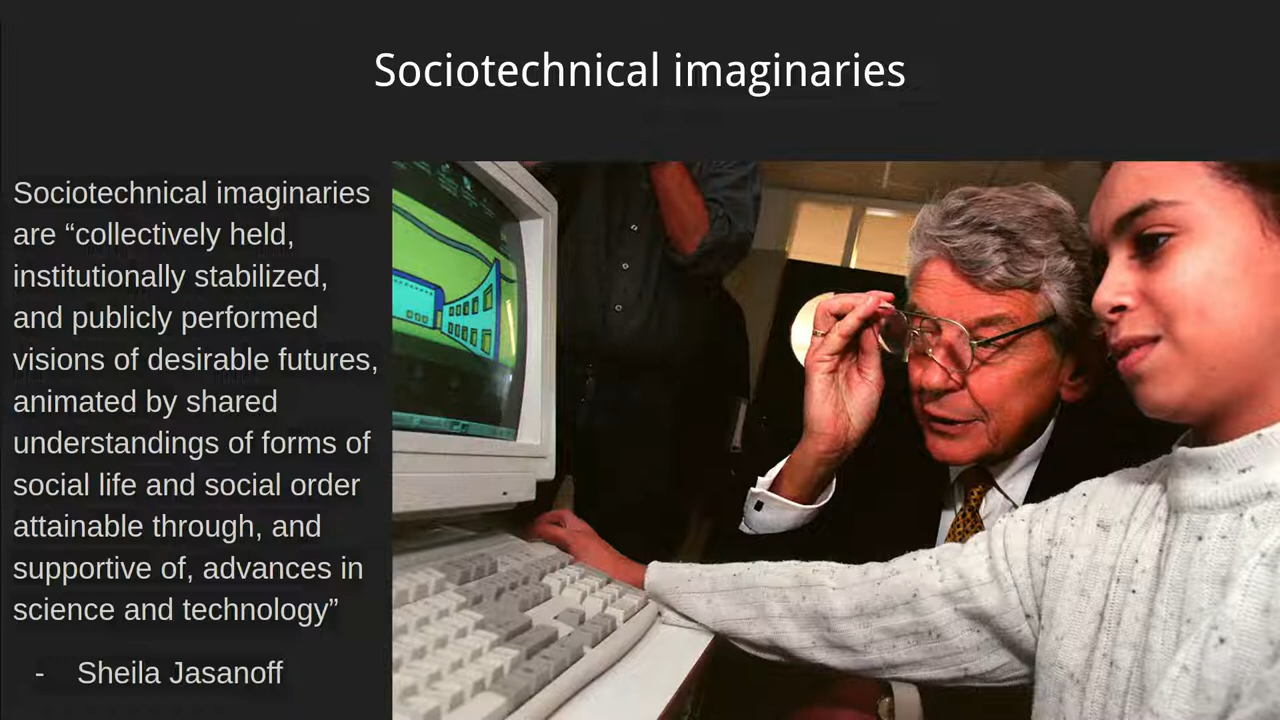 Sociotechnical imaginaries
Sociotechnical imaginaries
are “collectively held,
institutionally stabilized,
and publicly performed
visions of desirable futures,
animated by shared
understandings of forms of
social life and social order
attainable through, and
supportive of, advances in
science and technology”
- Sheila Jasanoff